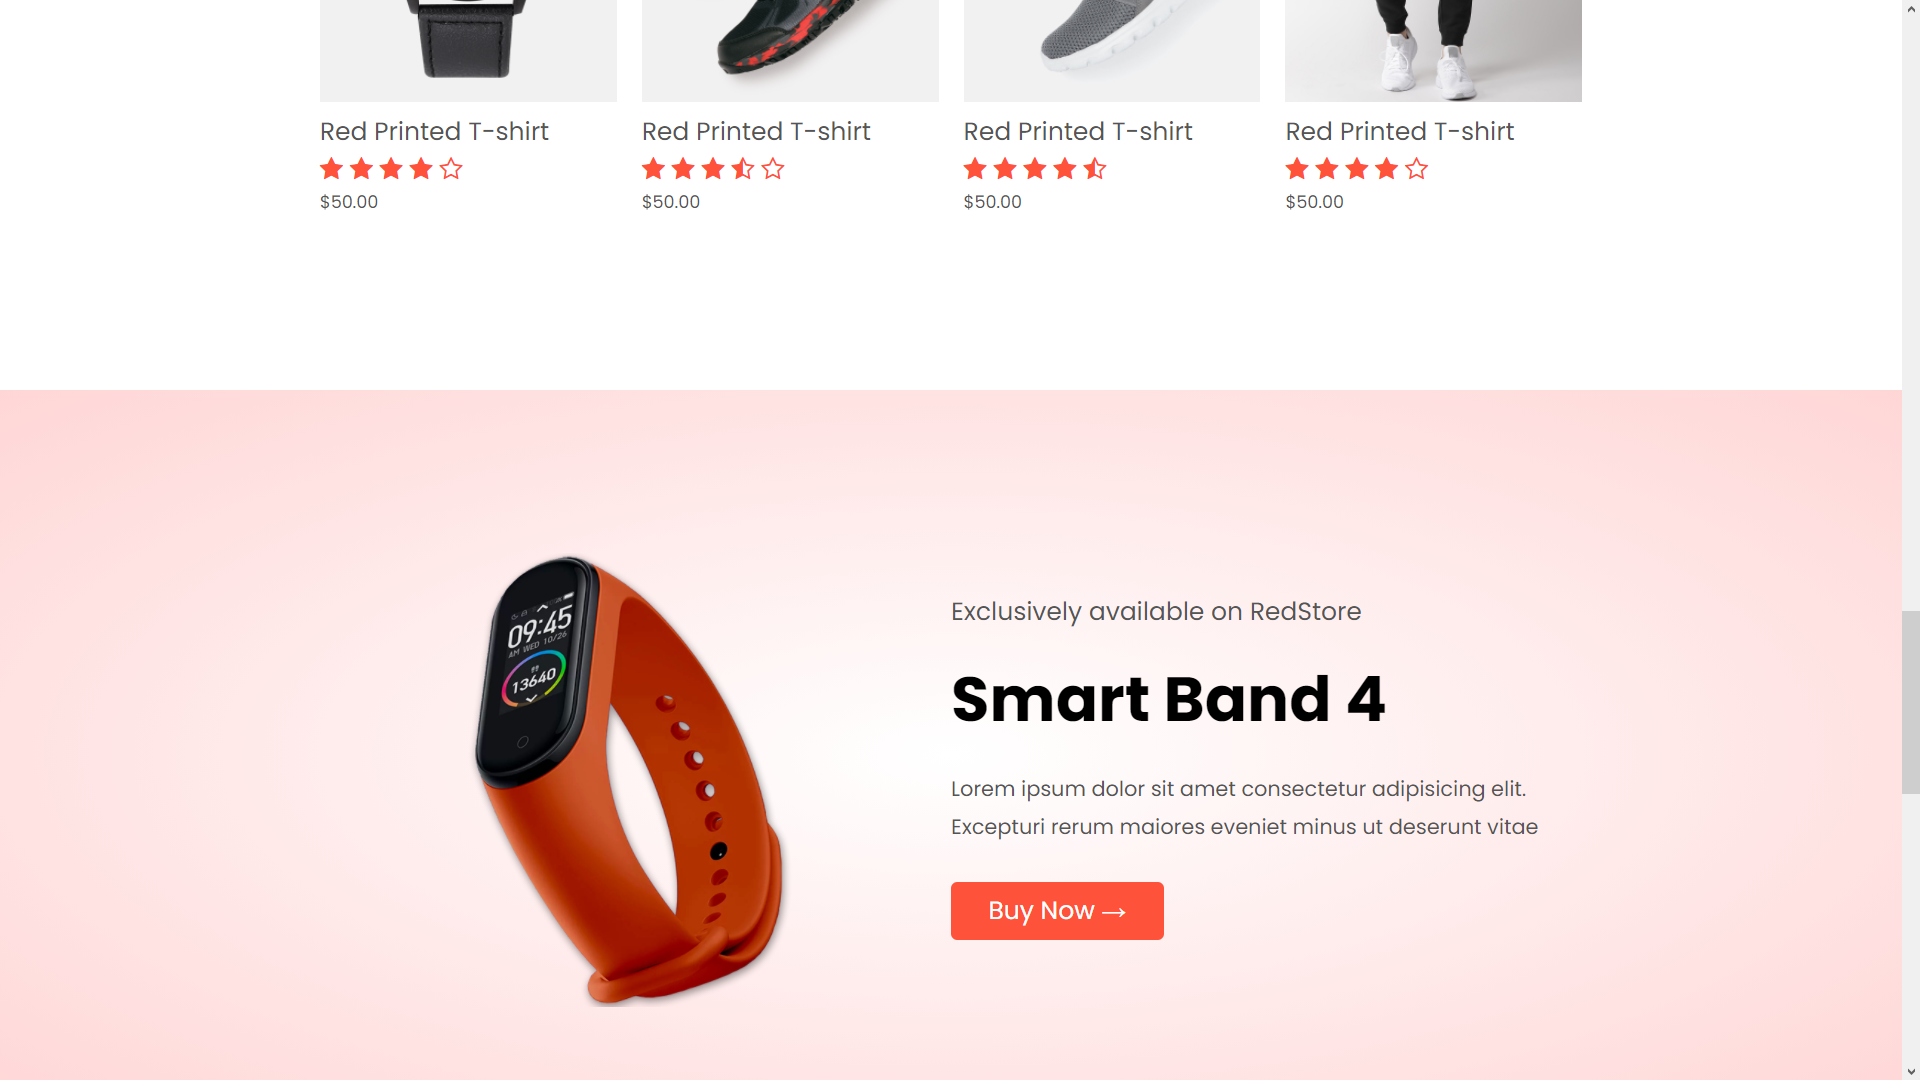 Red Printed T-shirt
Red Printed T-shirt
Red Printed T-shirt
Red Printed T-shirt
$50.00
$50.00
$50.00
$50.00
09:45
AM WED 10/26
13640
Exclusively available on RedStore
Smart Band 4
Lorem ipsum dolor sit amet consectetur adipisicing elit.
Excepturi rerum maiores eveniet minus ut deserunt vitae
Buy Now →